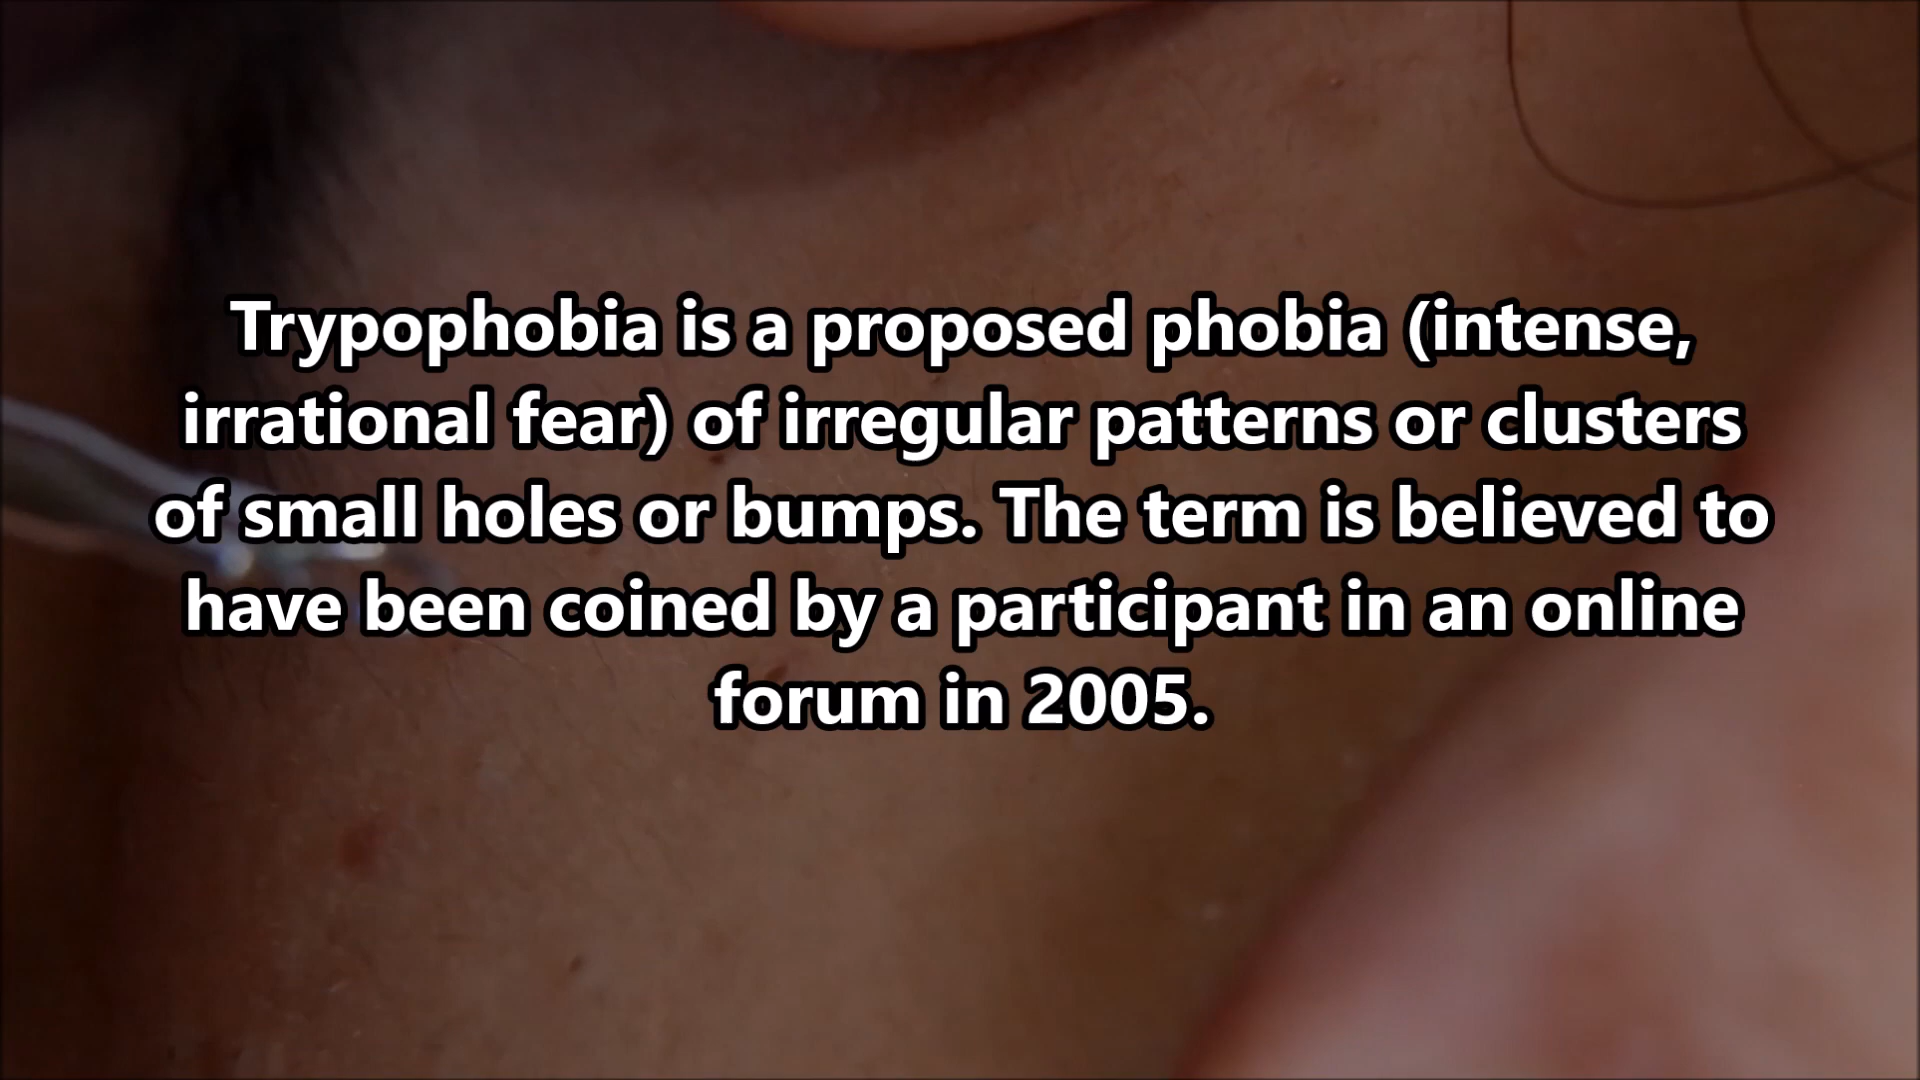 Trypophobia is a proposed phobia (intense,
irrational fear) of irregular patterns or clusters
of small holes or bumps. The term is believed to
have been coined by a participant in an online
forum in 2005.